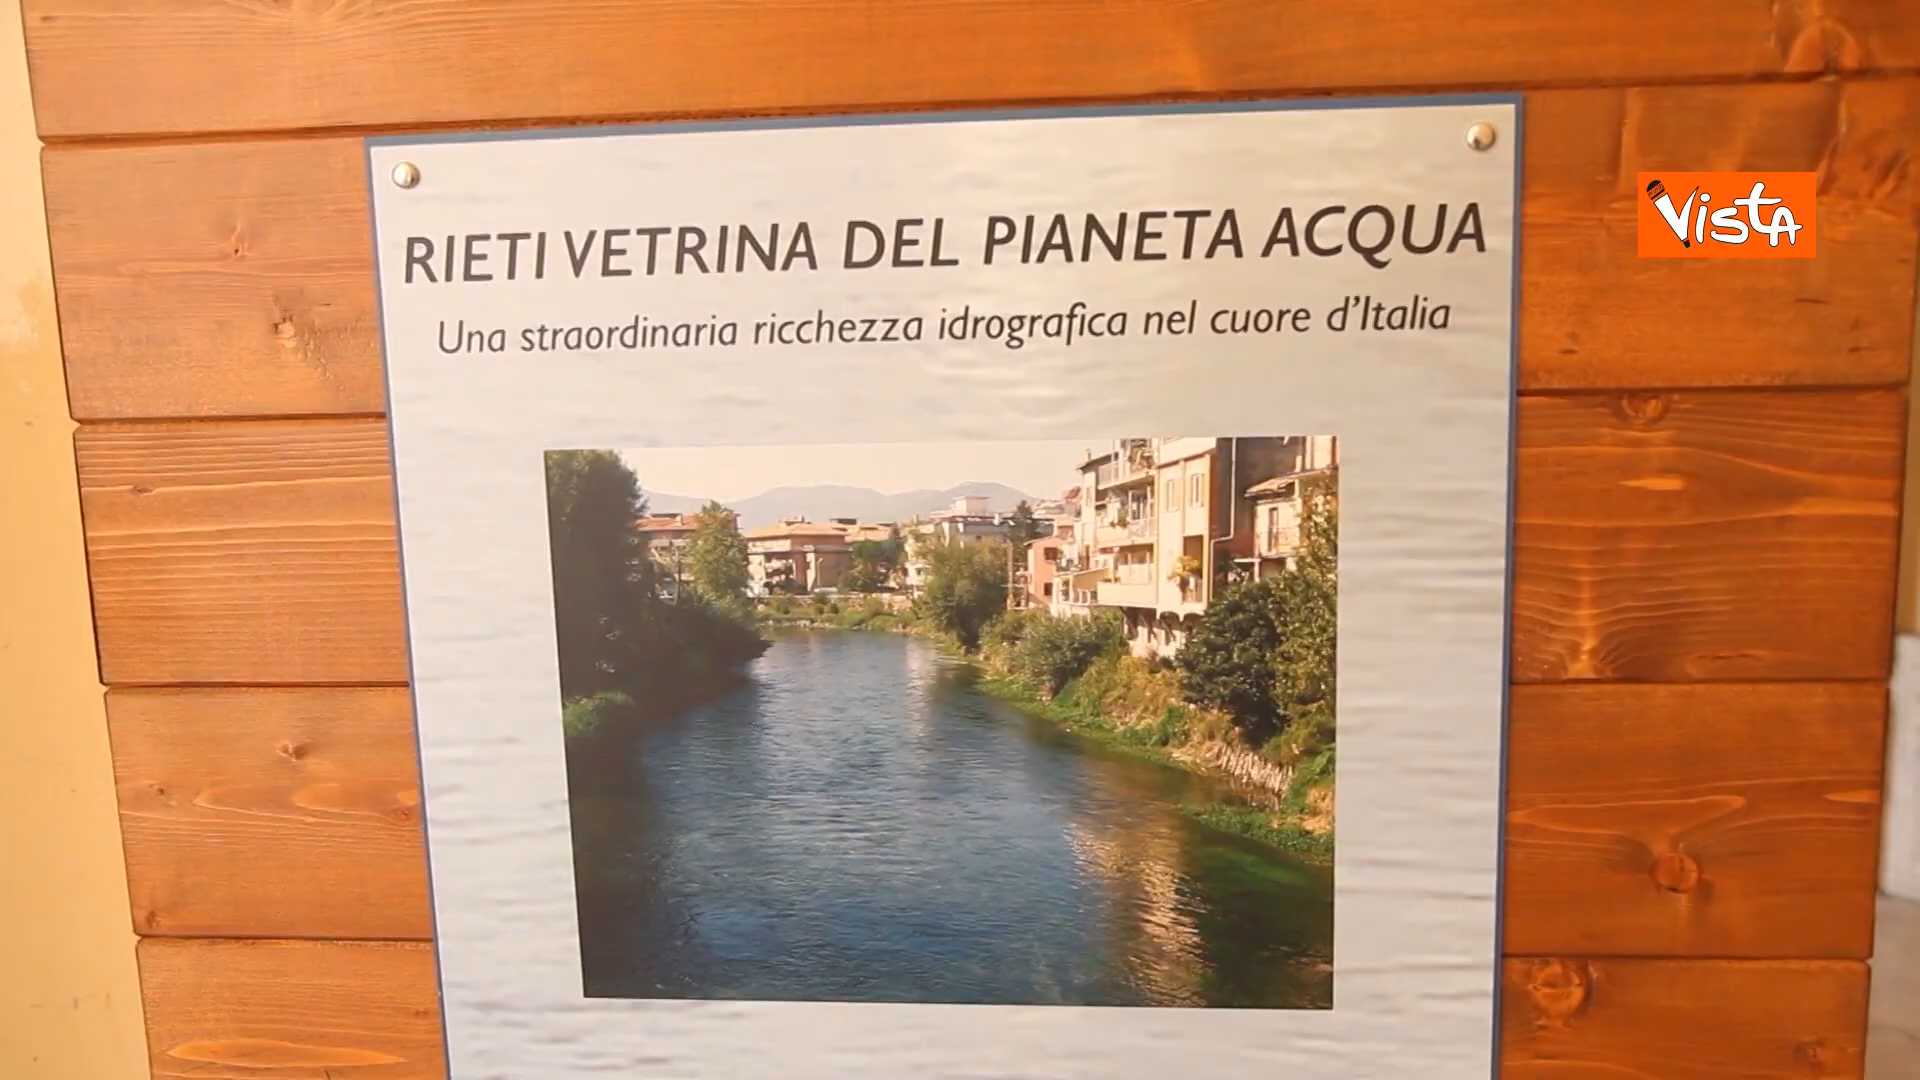 RIETI VETRINA DEL PIANETA ACQUA
Una straordinaria ricchezza idrografica nel cuore d'Italia
VISTA